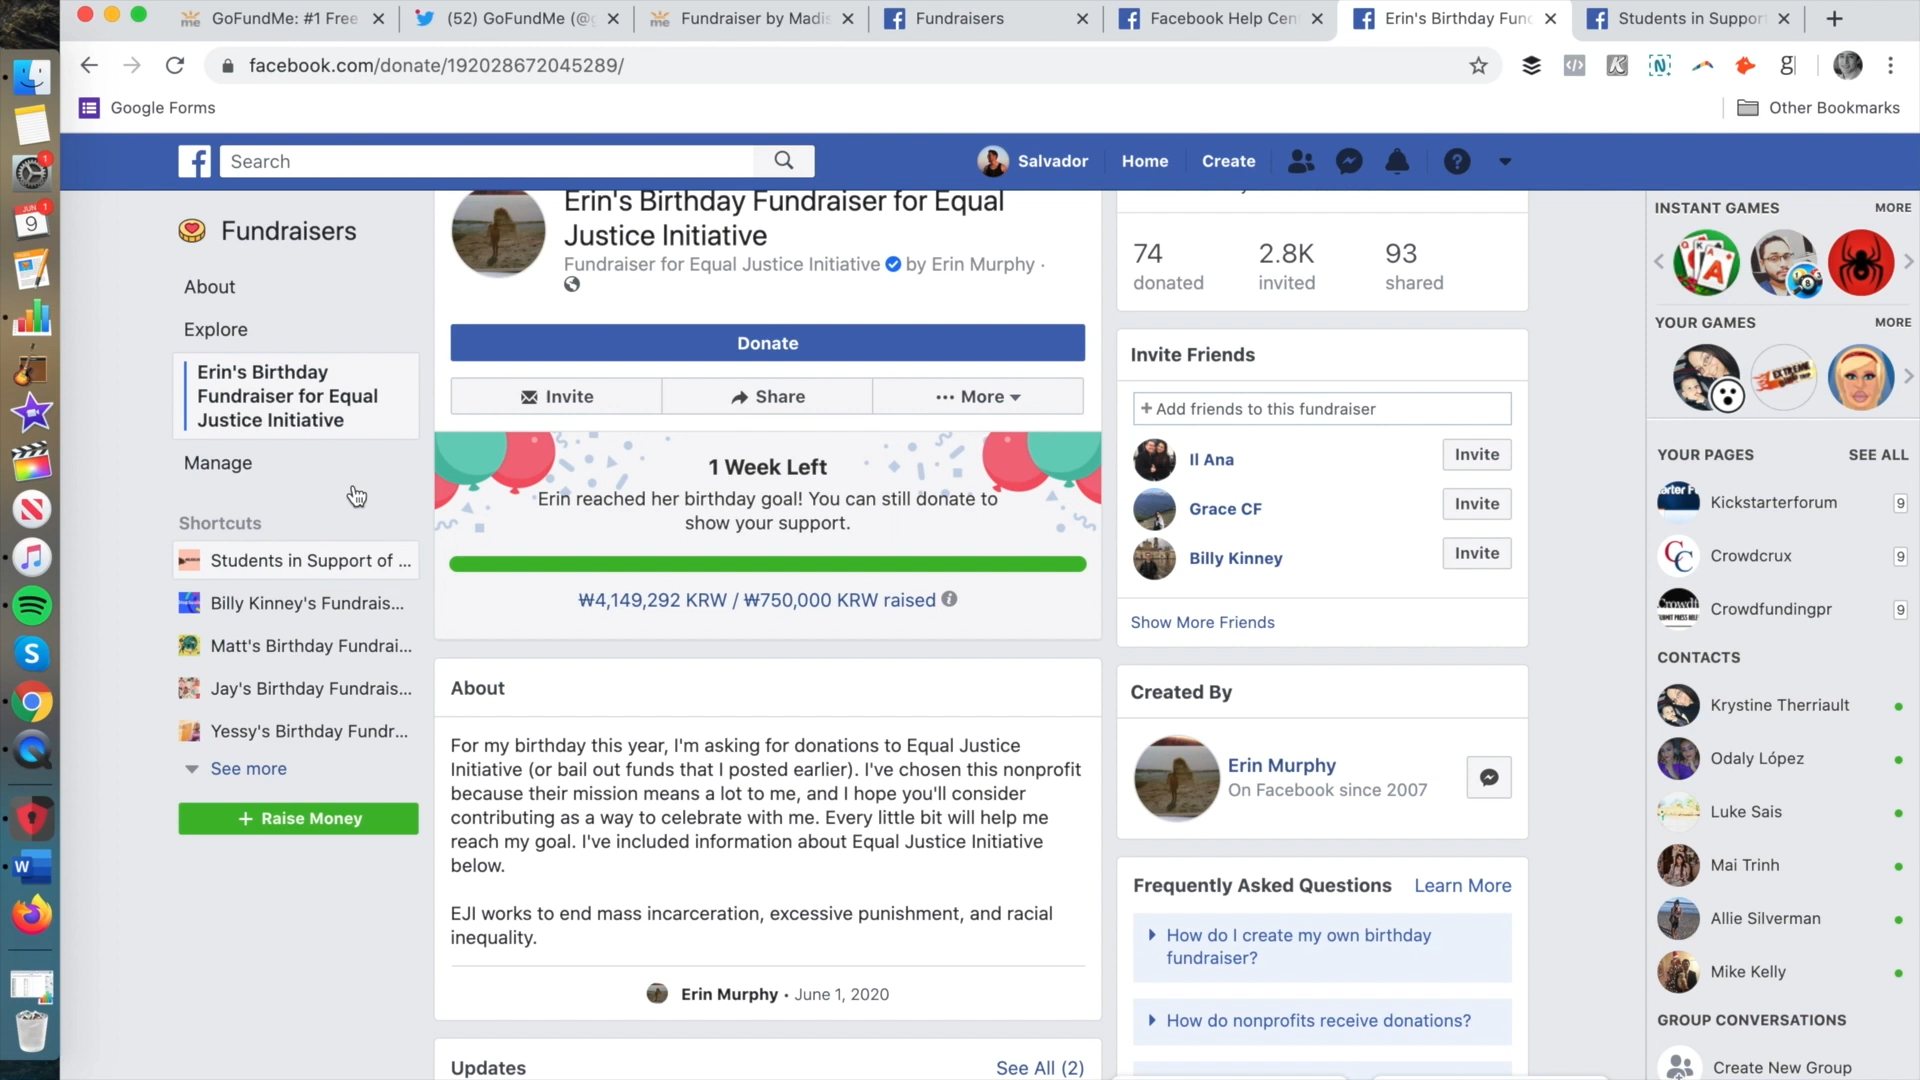 GoFundMe: #1 Free
(52) GoFundMe (@g
Fundraiser by Madis
Fundraisers
Facebook Help Cen
Erin's Birthday Fund
Students in Suppor
facebook.com/donate/192028672045289/
Google Forms
Other Bookmarks
Search
Salvador
Home
Create
Fundraisers
About
Explore
Erin's Birthday
Fundraiser for Equal
Justice Initiative
Manage
Shortcuts
Students in Support of ...
Billy Kinney's Fundrais...
Matt's Birthday Fundrai...
Jay's Birthday Fundrais...
Yessy's Birthday Fundr...
See more
+ Raise Money
Erin's Birthday Fundraiser for Equal
Justice Initiative
Fundraiser for Equal Justice Initiative by Erin Murphy ·
Donate
Invite
Share
More
1 Week Left
Erin reached her birthday goal! You can still donate to
show your support.
₩4,149,292 KRW / ₩750,000 KRW raised
About
For my birthday this year, I'm asking for donations to Equal Justice
Initiative (or bail out funds that I posted earlier). I've chosen this nonprofit
because their mission means a lot to me, and I hope you'll consider
contributing as a way to celebrate with me. Every little bit will help me
reach my goal. I've included information about Equal Justice Initiative
below.
EJI works to end mass incarceration, excessive punishment, and racial
inequality.
Erin Murphy · June 1, 2020
Updates
See All (2)
74
donated
2.8K
invited
93
shared
Invite Friends
+ Add friends to this fundraiser
Il Ana
Invite
Grace CF
Invite
Billy Kinney
Invite
Show More Friends
Created By
Erin Murphy
On Facebook since 2007
Frequently Asked Questions
Learn More
How do I create my own birthday
fundraiser?
How do nonprofits receive donations?
INSTANT GAMES
MORE
YOUR GAMES
MORE
YOUR PAGES
SEE ALL
Kickstarterforum
9
Crowdcrux
9
Crowdfundingpr
9
CONTACTS
Krystine Therriault
Odaly López
Luke Sais
Mai Trinh
Allie Silverman
Mike Kelly
GROUP CONVERSATIONS
Create New Group
JUN
9